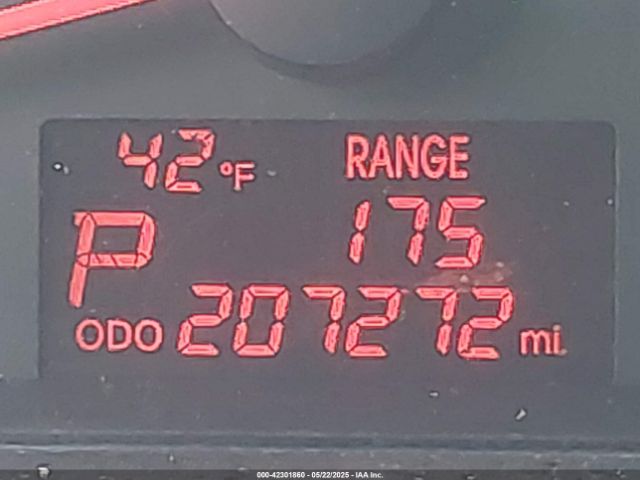 42 °F RANGE
P 175
ODO 207272 mi.
000-42301860 - 05/22/2025 - IAA Inc.